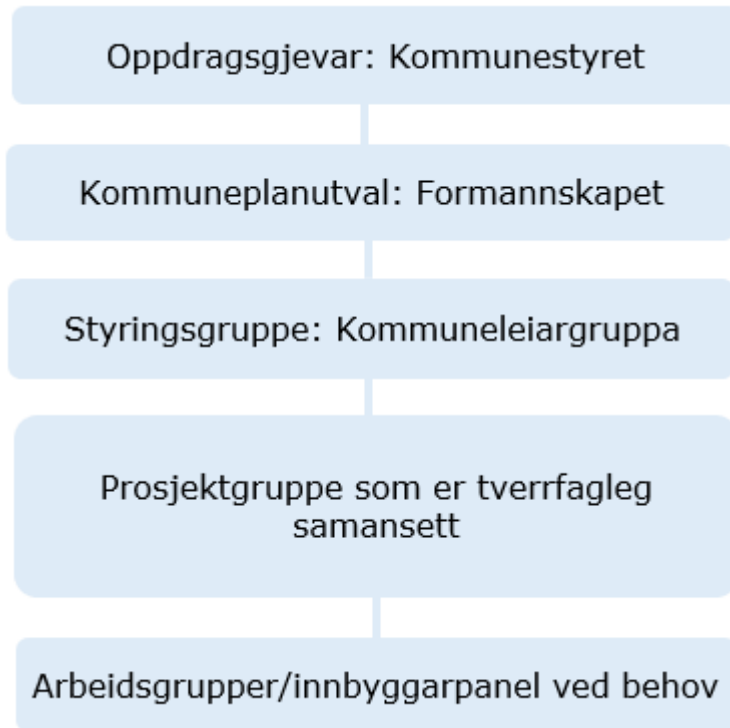 Oppdragsgjevar: Kommunestyret
Kommuneplanutval: Formannskapet
Styringsgruppe: Kommuneleiargruppa
Prosjektgruppe som er tverrfagleg
samansett
Arbeidsgrupper/innbyggarpanel ved behov